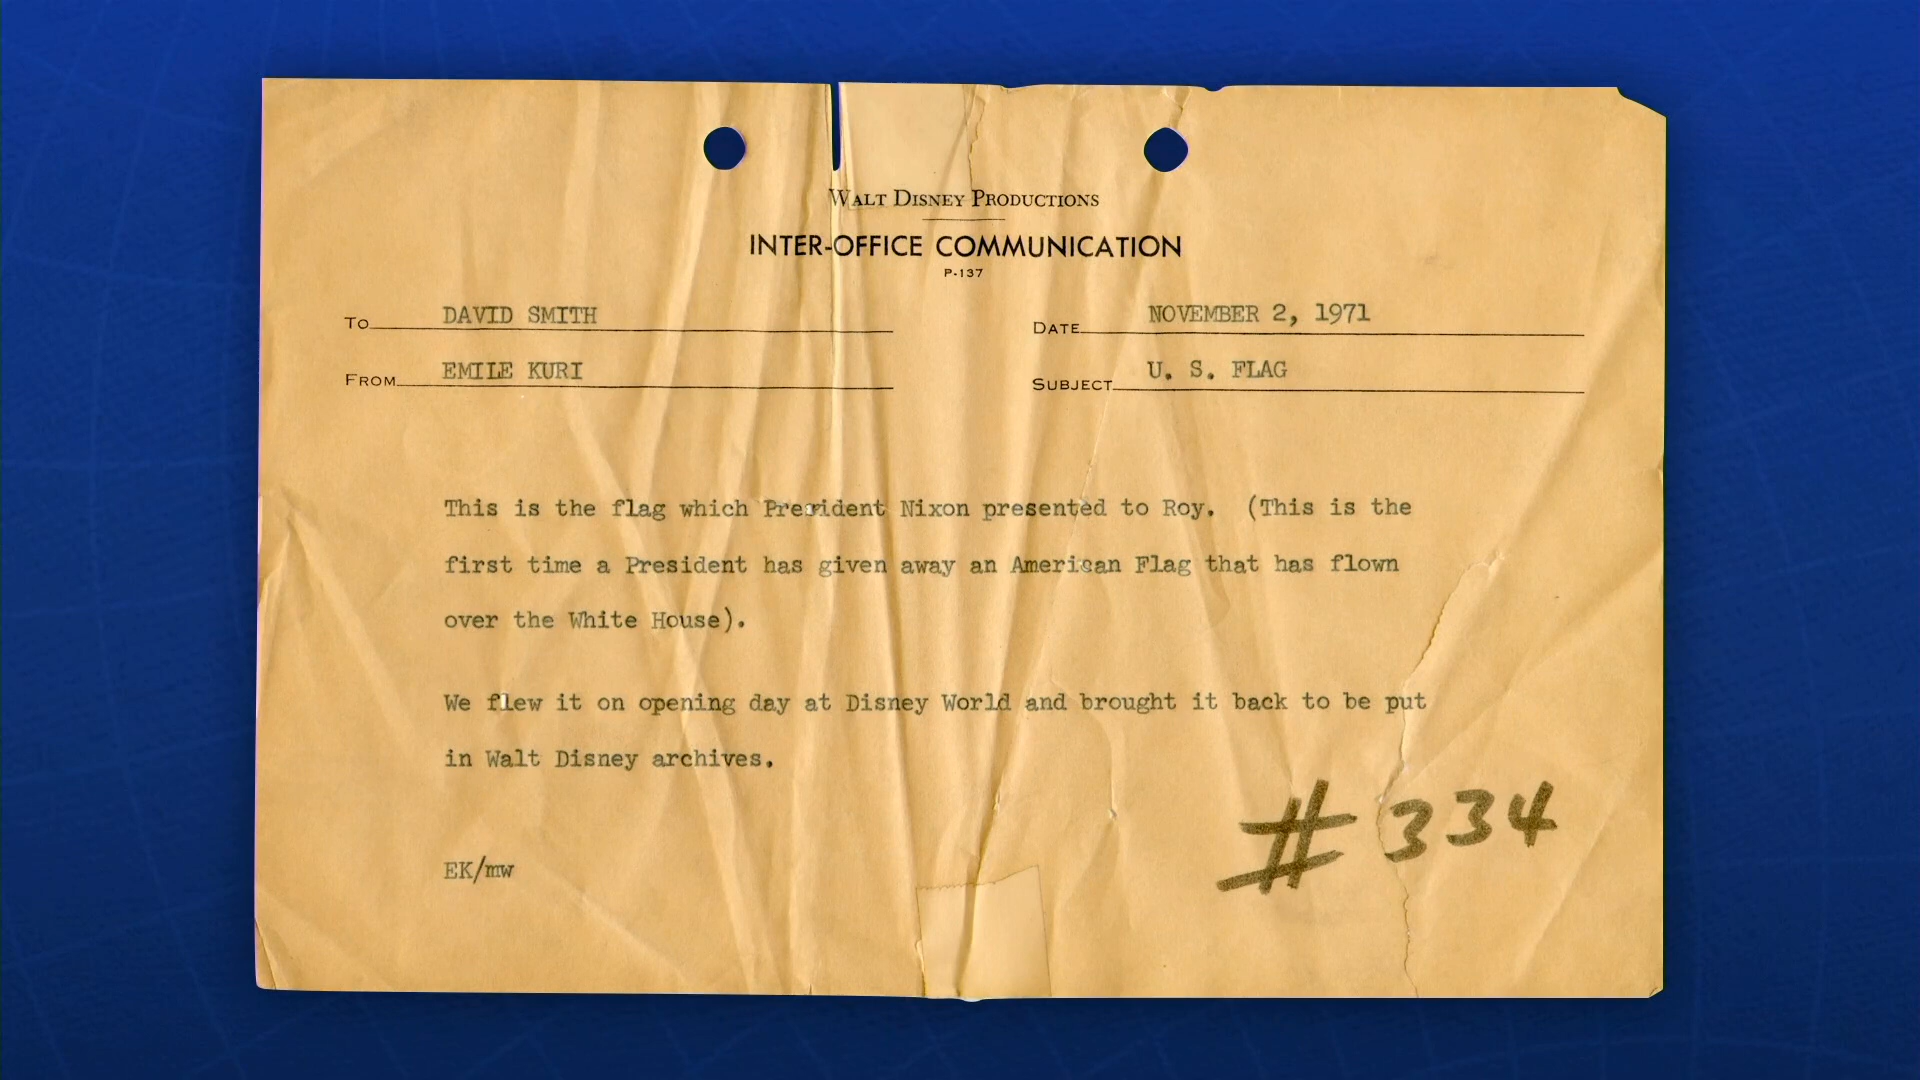 WALT DISNEY PRODUCTIONS
INTER-OFFICE COMMUNICATION
P-137
TO DAVID SMITH
DATE NOVEMBER 2, 1971
FROM EMILE KURI
SUBJECT U. S. FLAG
This is the flag which President Nixon presented to Roy. (This is the
first time a President has given away an American Flag that has flown
over the White House).
We flew it on opening day at Disney World and brought it back to be put
in Walt Disney archives.
# 334
EK/mw